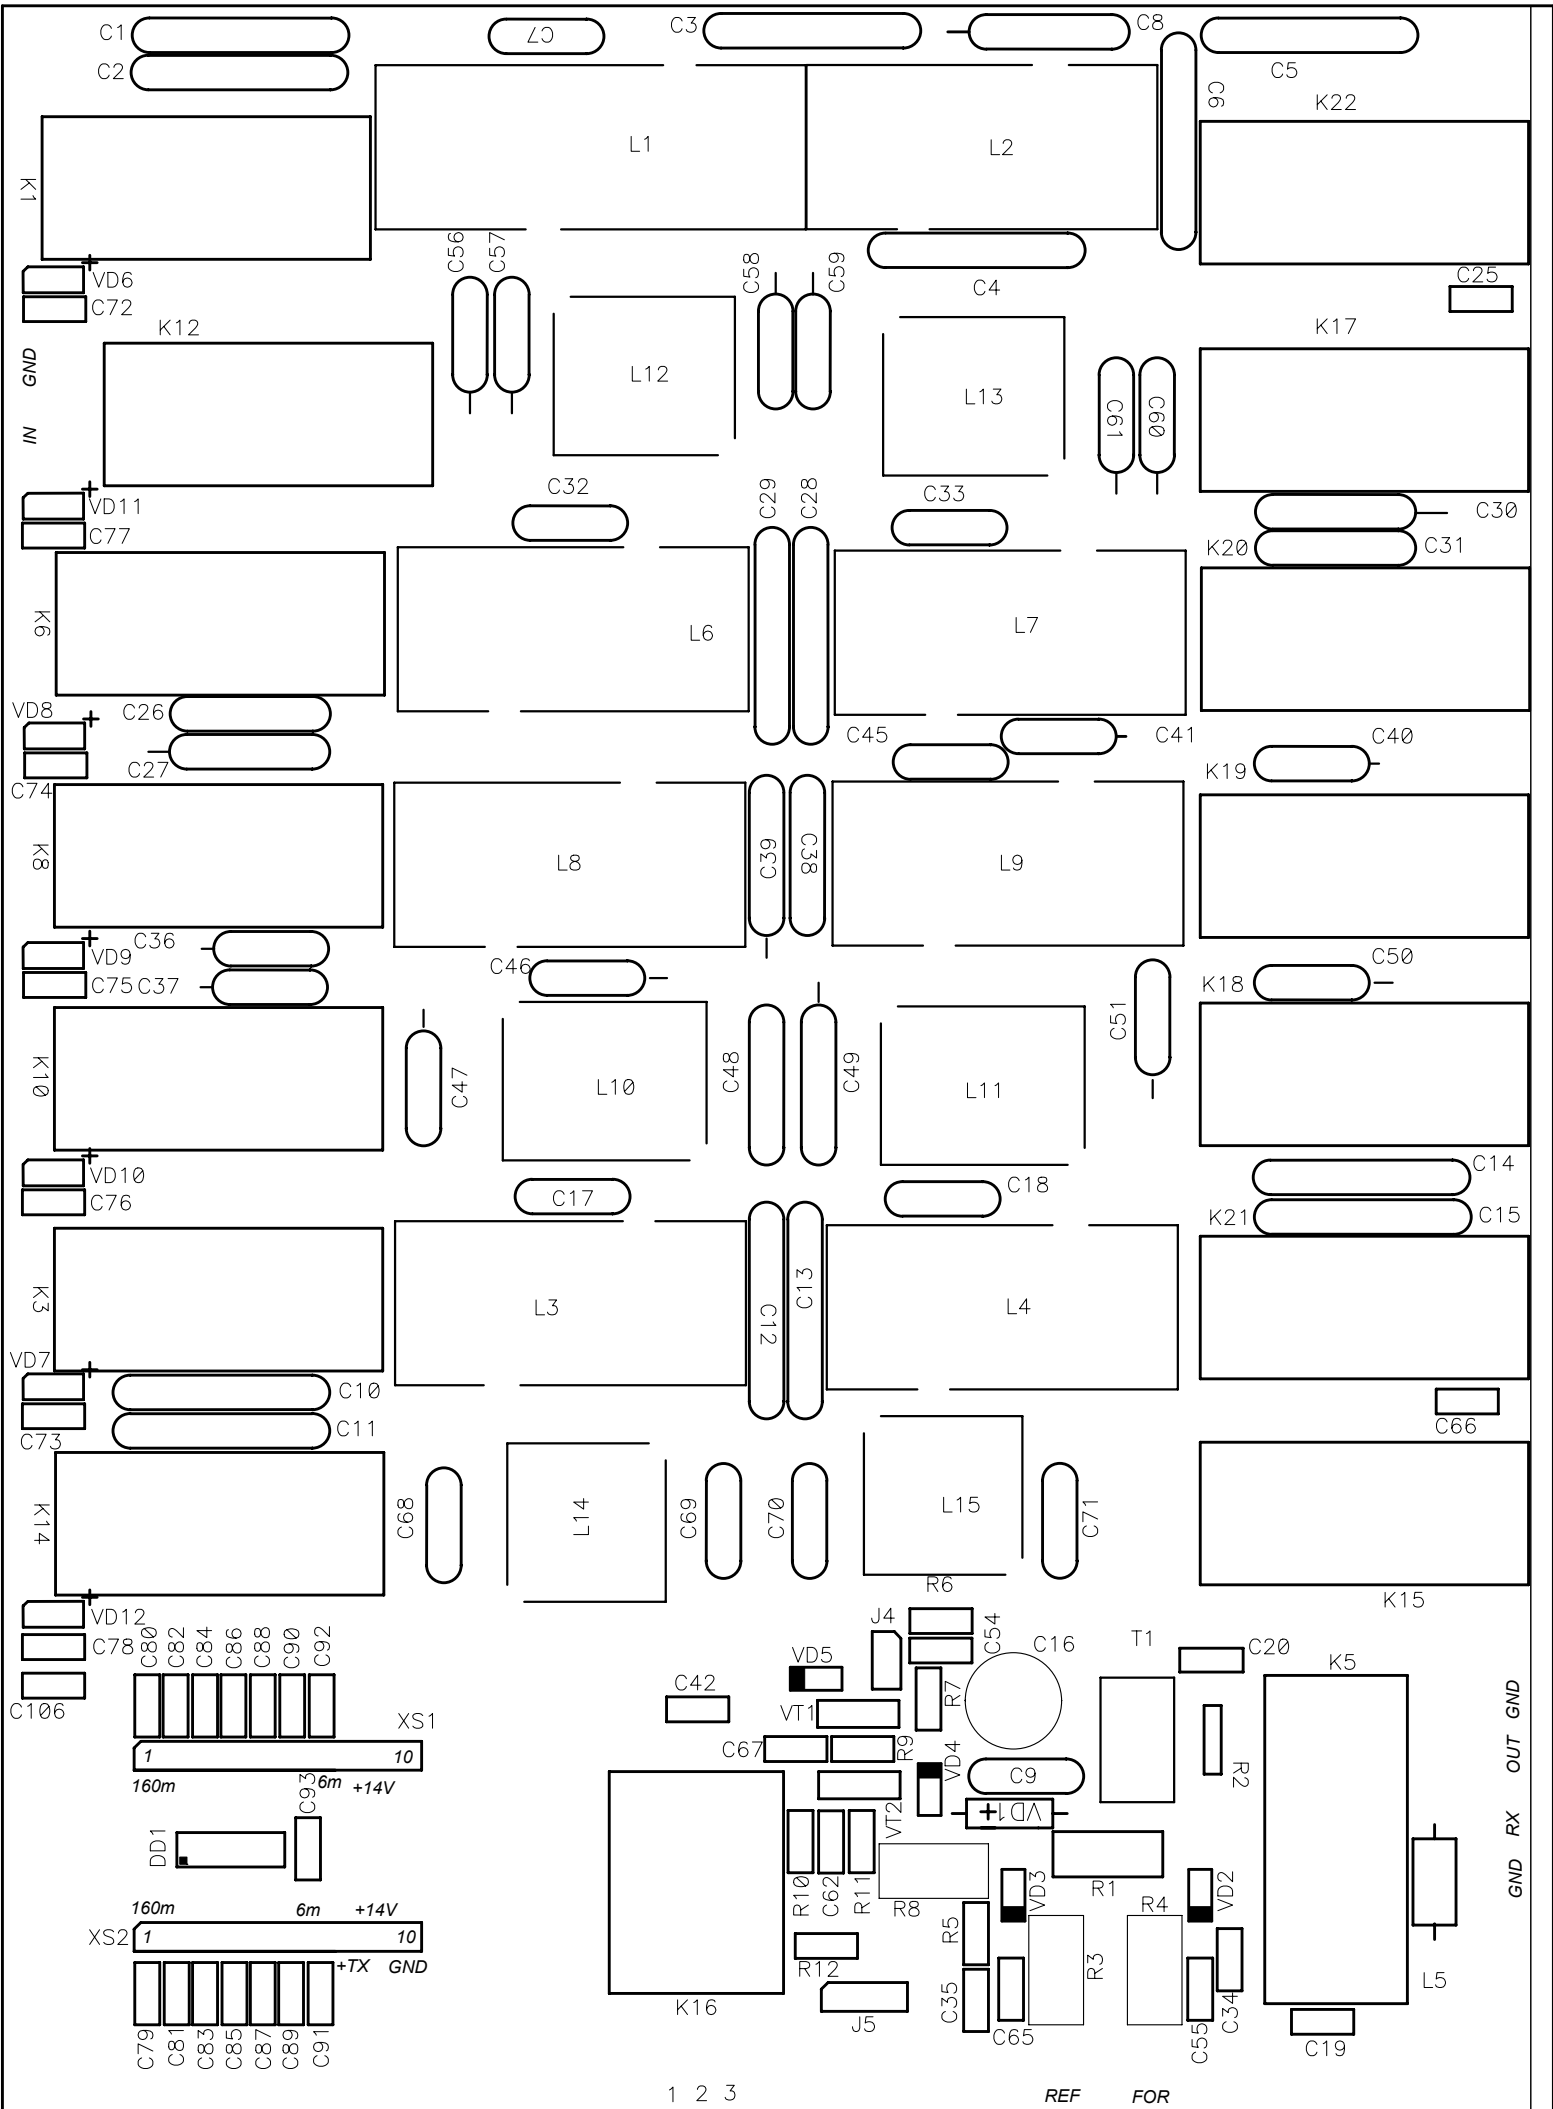 C1
C7
C3
C8
C2
C5
C6
K22
L1
L2
K1
C56
C57
C58
C59
C4
+
VD6
C25
C72
K12
K17
GND
L12
L13
C61
C60
IN
+
VD11
C32
C29
C28
C33
C30
C77
K20
C31
K6
L6
L7
VD8
+
C26
C45
C41
C40
C27
K19
C74
K8
L8
C39
C38
L9
+
C36
VD9
C46
C50
C75
C37
K18
C51
K10
C47
L10
C48
C49
L11
+
VD10
C14
C76
C17
C18
K21
C15
K3
L3
C12
C13
L4
VD7
+
C10
C11
C73
C66
K14
C68
L14
C69
C70
L15
C71
R6
K15
+
VD12
C78
C80
C82
C84
C86
C88
C90
C92
J4
C54
C16
T1
C20
VD5
K5
C42
R7
C106
XS1
VT1
GND
C67
R9
VD4
OUT
1
10
R2
160m
6m
+14V
C93
C9
VT2
+
VD1
RX
DD1
R10
C62
R11
R8
VD3
R1
VD2
GND
160m
6m
+14V
R5
R4
XS2
1
10
R12
R3
+TX
GND
C35
L5
K16
J5
C65
C55
C34
C19
C79
C81
C83
C85
C87
C89
C91
1 2 3
REF
FOR